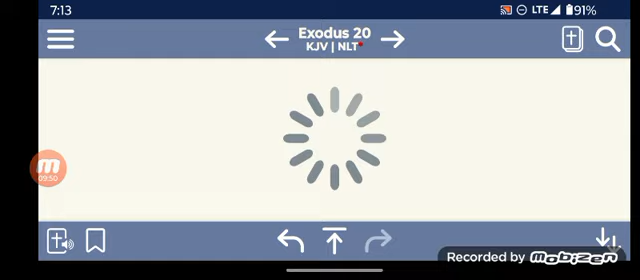 7:13
LTE 91%
Exodus 20
KJV | NLT
09:50
Recorded by Mobizen